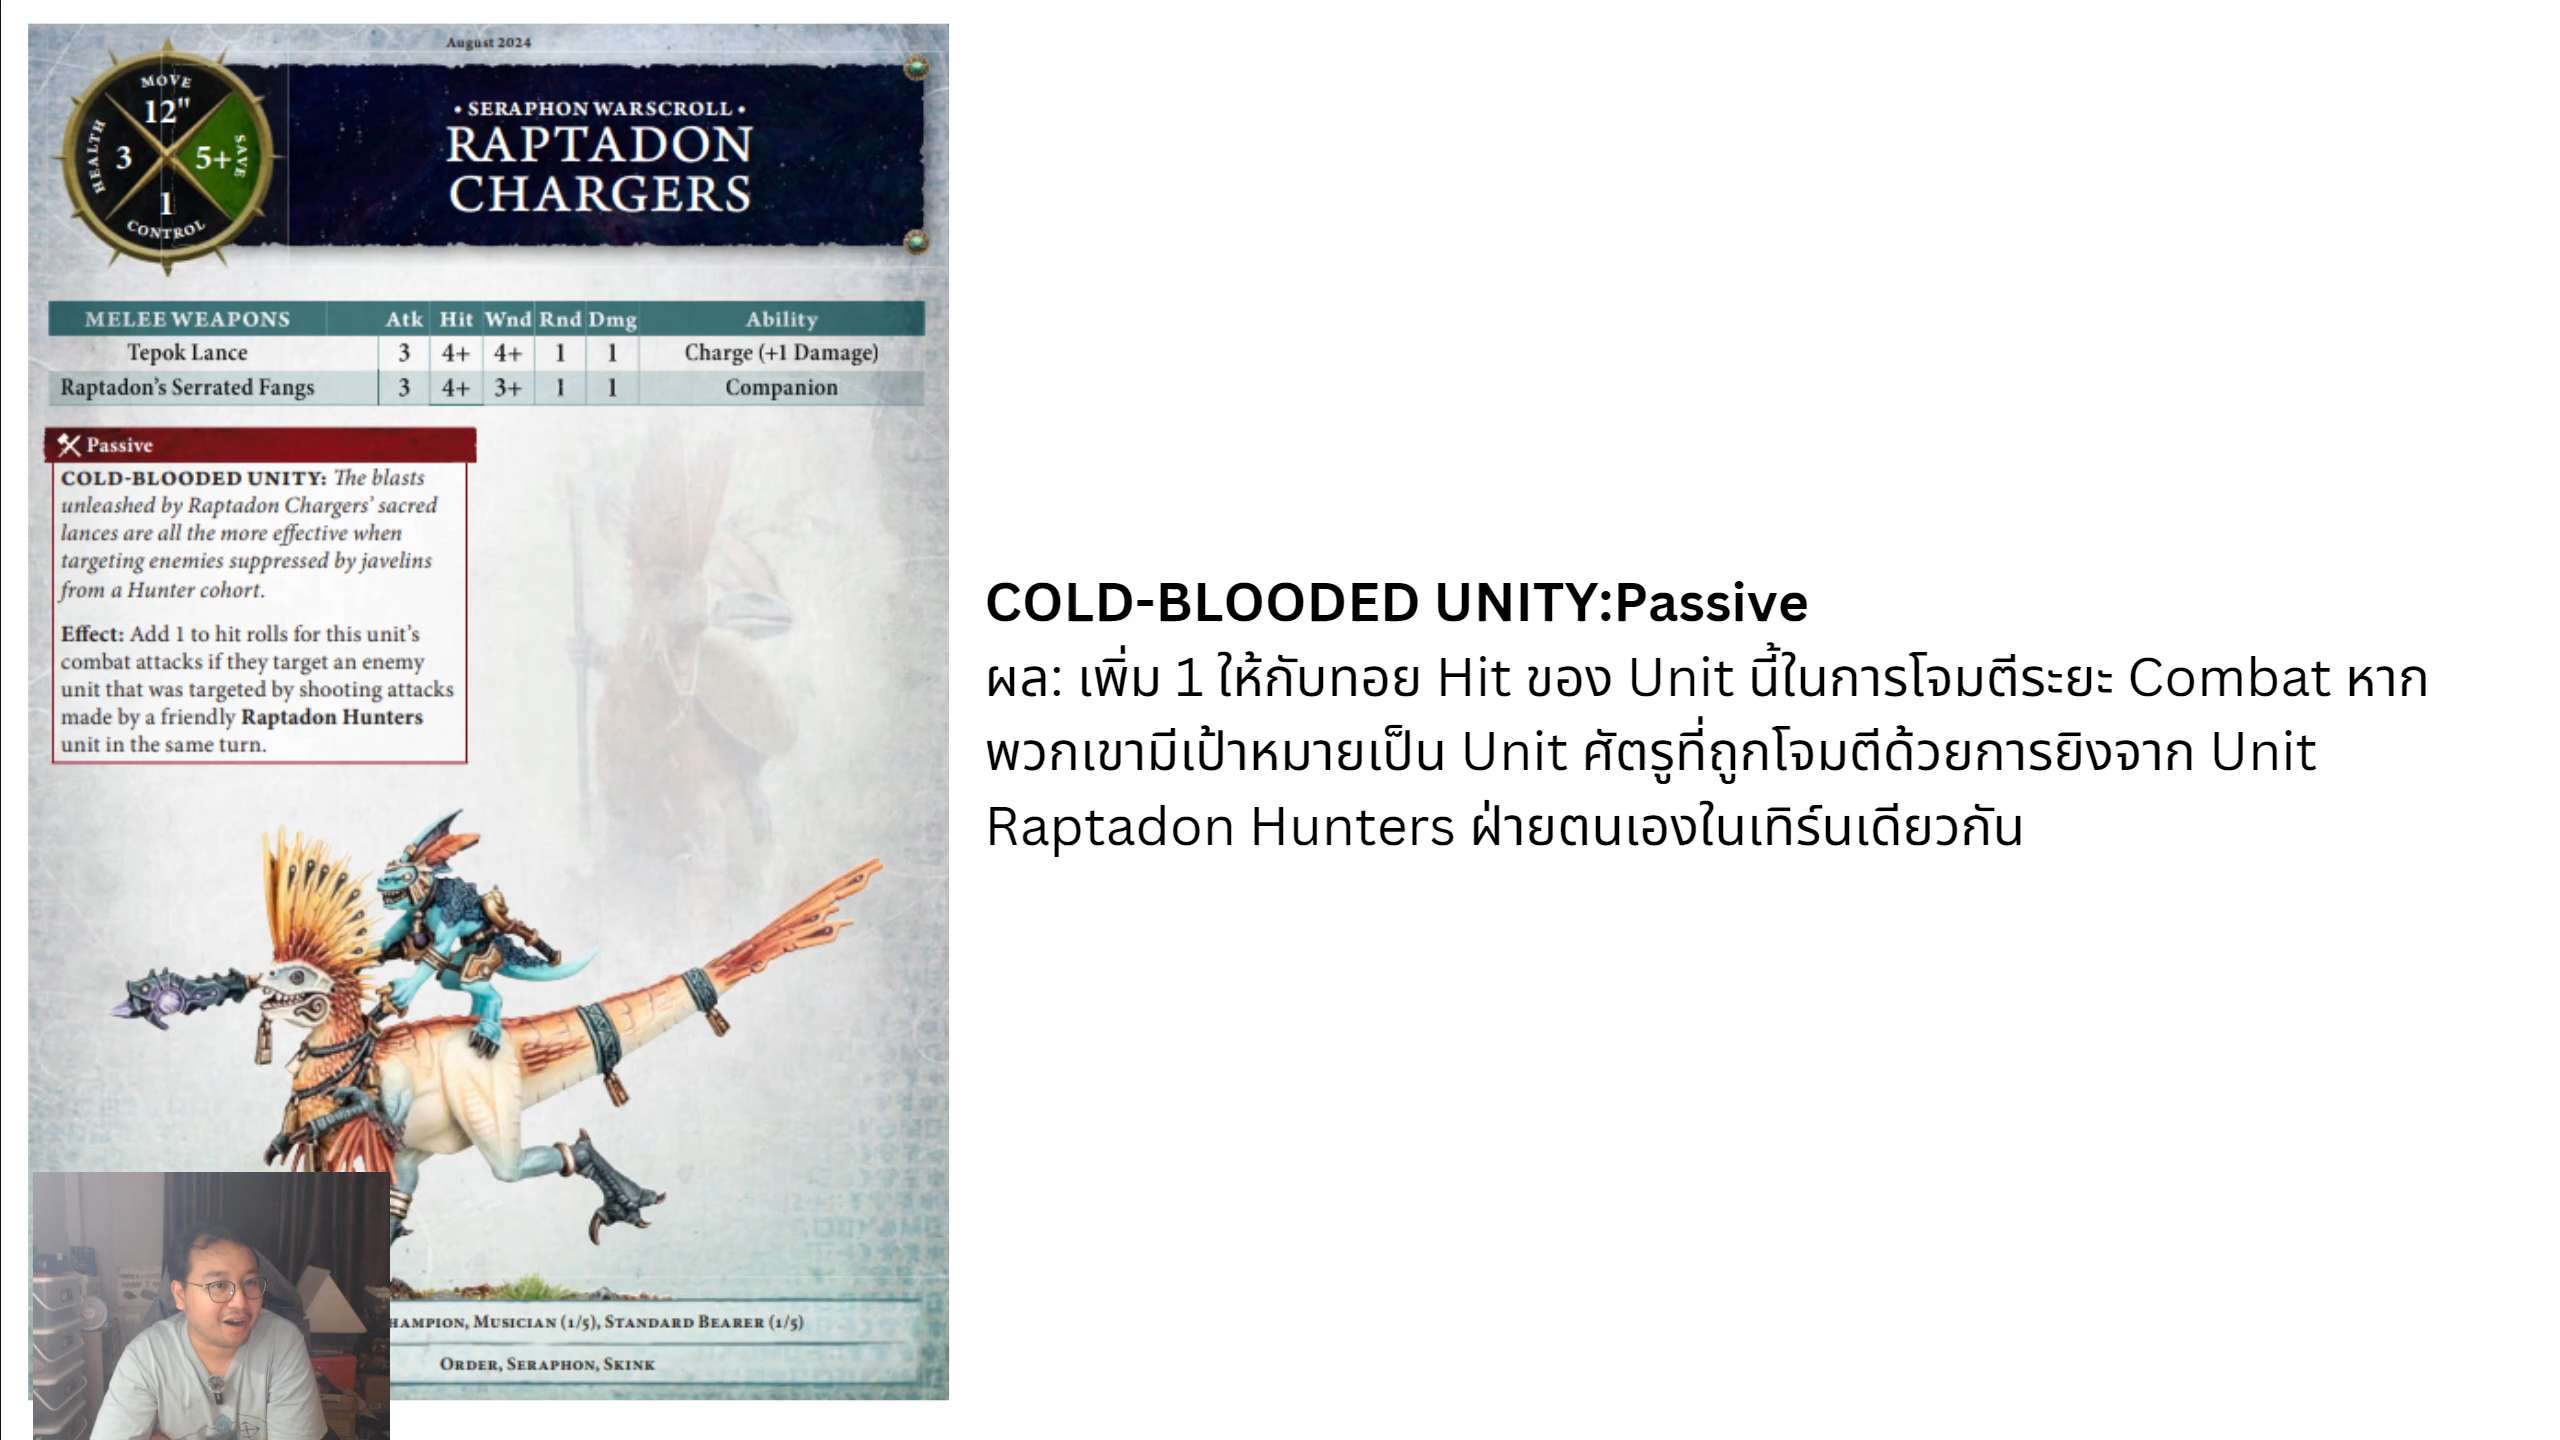 August 2024
MOVE
12"
HEALTH
3
5+
SAVE
1
CONTROL
• SERAPHON WARSCROLL •
RAPTADON
CHARGERS
MELEE WEAPONS Atk Hit Wnd Rnd Dmg Ability
Tepok Lance 3 4+ 4+ 1 1 Charge (+1 Damage)
Raptadon's Serrated Fangs 3 4+ 3+ 1 1 Companion
Passive
COLD-BLOODED UNITY: The blasts
unleashed by Raptadon Chargers' sacred
lances are all the more effective when
targeting enemies suppressed by javelins
from a Hunter cohort.
Effect: Add 1 to hit rolls for this unit's
combat attacks if they target an enemy
unit that was targeted by shooting attacks
made by a friendly Raptadon Hunters
unit in the same turn.
HAMPION, MUSICIAN (1/5), STANDARD BEARER (1/5)
ORDER, SERAPHON, SKINK
COLD-BLOODED UNITY:Passive
ผล: เพิ่ม 1 ให้กับทอย Hit ของ Unit นี้ในการโจมตีระยะ Combat หาก
พวกเขามีเป้าหมายเป็น Unit ศัตรูที่ถูกโจมตีด้วยการยิงจาก Unit
Raptadon Hunters ฝ่ายตนเองในเทิร์นเดียวกัน